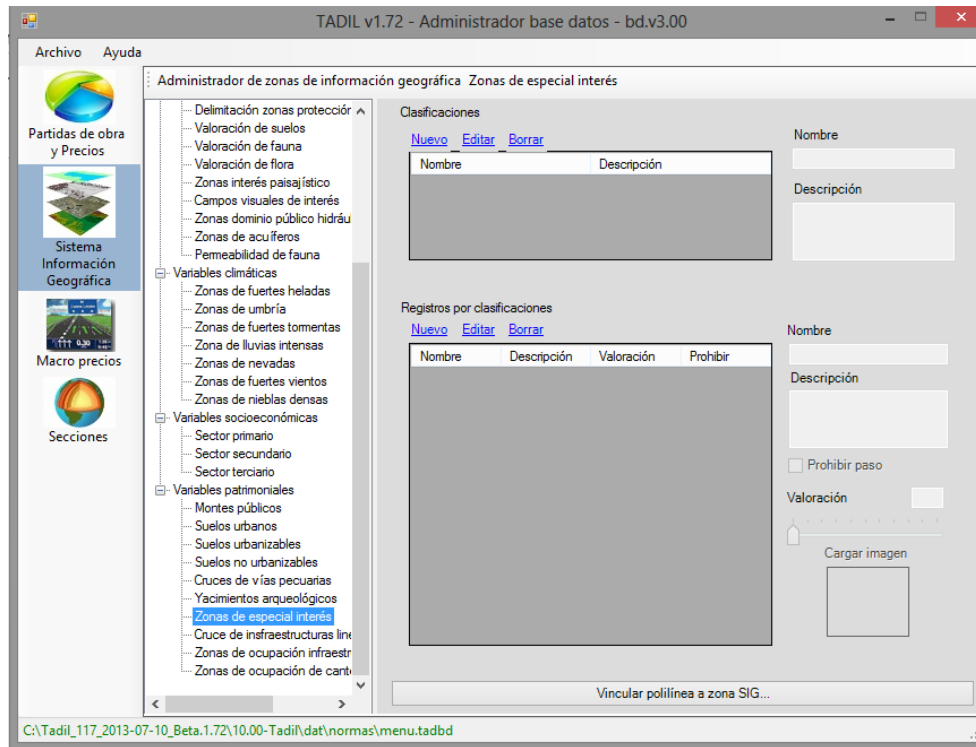 TADIL v1.72 - Administrador base datos - bd.v3.00
Archivo Ayuda
Partidas de obra
y Precios
Sistema
Información
Geográfica
Macro precios
Secciones
Administrador de zonas de información geográfica Zonas de especial interés
Delimitación zonas protecciór
Valoración de suelos
Valoración de fauna
Valoración de flora
Zonas interés paisajístico
Campos visuales de interés
Zonas dominio público hidráu
Zonas de acuíferos
Permeabilidad de fauna
Variables climáticas
Zonas de fuertes heladas
Zonas de umbría
Zonas de fuertes tormentas
Zona de lluvias intensas
Zonas de nevadas
Zonas de fuertes vientos
Zonas de nieblas densas
Variables socioeconómicas
Sector primario
Sector secundario
Sector terciario
Variables patrimoniales
Montes públicos
Suelos urbanos
Suelos urbanizables
Suelos no urbanizables
Cruces de vías pecuarias
Yacimientos arqueológicos
Zonas de especial interés
Cruce de insfraestructuras line
Zonas de ocupación infraestr
Zonas de ocupación de cant
Clasificaciones
Nuevo Editar Borrar
Nombre Descripción
Nombre
Descripción
Registros por clasificaciones
Nuevo Editar Borrar
Nombre Descripción Valoración Prohibir
Nombre
Descripción
Prohibir paso
Valoración
Cargar imagen
Vincular polilínea a zona SIG...
C:\Tadil_117_2013-07-10_Beta.1.72\10.00-Tadil\dat\normas\menu.tadbd